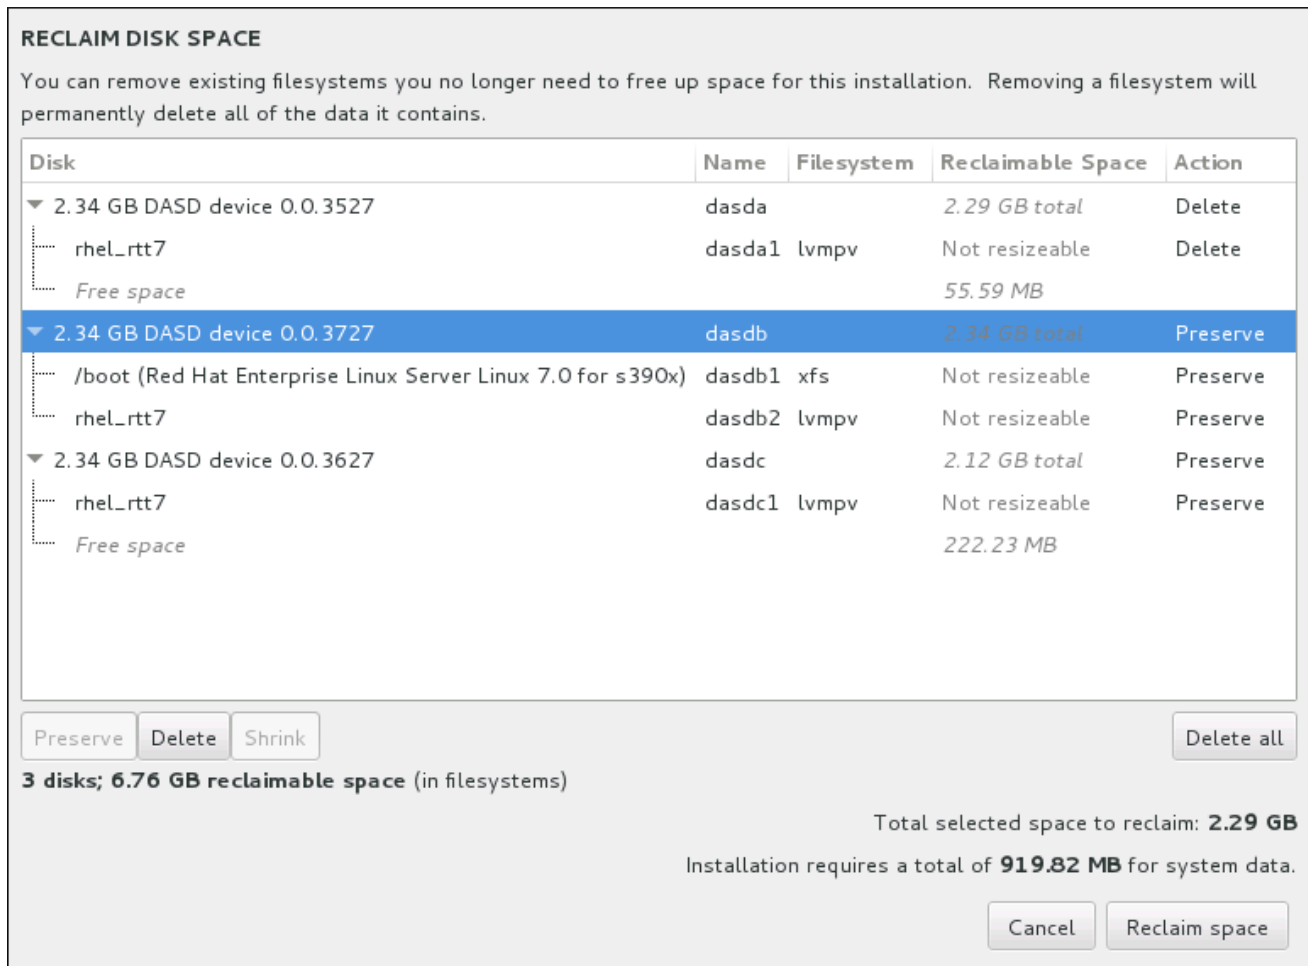 RECLAIM DISK SPACE
You can remove existing filesystems you no longer need to free up space for this installation.  Removing a filesystem will
permanently delete all of the data it contains.
Disk Name Filesystem Reclaimable Space Action
2.34 GB DASD device 0.0.3527 dasda 2.29 GB total Delete
rhel_rtt7 dasda1 lvmpv Not resizeable Delete
Free space 55.59 MB
2.34 GB DASD device 0.0.3727 dasdb 2.34 GB total Preserve
/boot (Red Hat Enterprise Linux Server Linux 7.0 for s390x) dasdb1 xfs Not resizeable Preserve
rhel_rtt7 dasdb2 lvmpv Not resizeable Preserve
2.34 GB DASD device 0.0.3627 dasdc 2.12 GB total Preserve
rhel_rtt7 dasdc1 lvmpv Not resizeable Preserve
Free space 222.23 MB
Preserve Delete Shrink Delete all
3 disks; 6.76 GB reclaimable space (in filesystems)
Total selected space to reclaim: 2.29 GB
Installation requires a total of 919.82 MB for system data.
Cancel Reclaim space